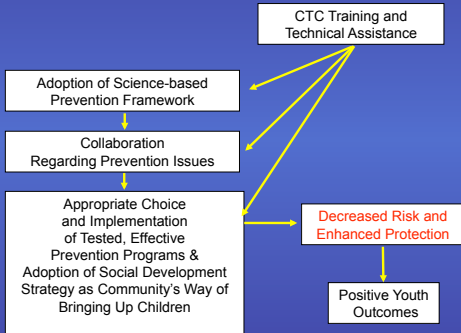 CTC Training and
Technical Assistance
Adoption of Science-based
Prevention Framework
Collaboration
Regarding Prevention Issues
Appropriate Choice
and Implementation
of Tested, Effective
Prevention Programs &
Adoption of Social Development
Strategy as Community's Way of
Bringing Up Children
Decreased Risk and
Enhanced Protection
Positive Youth
Outcomes